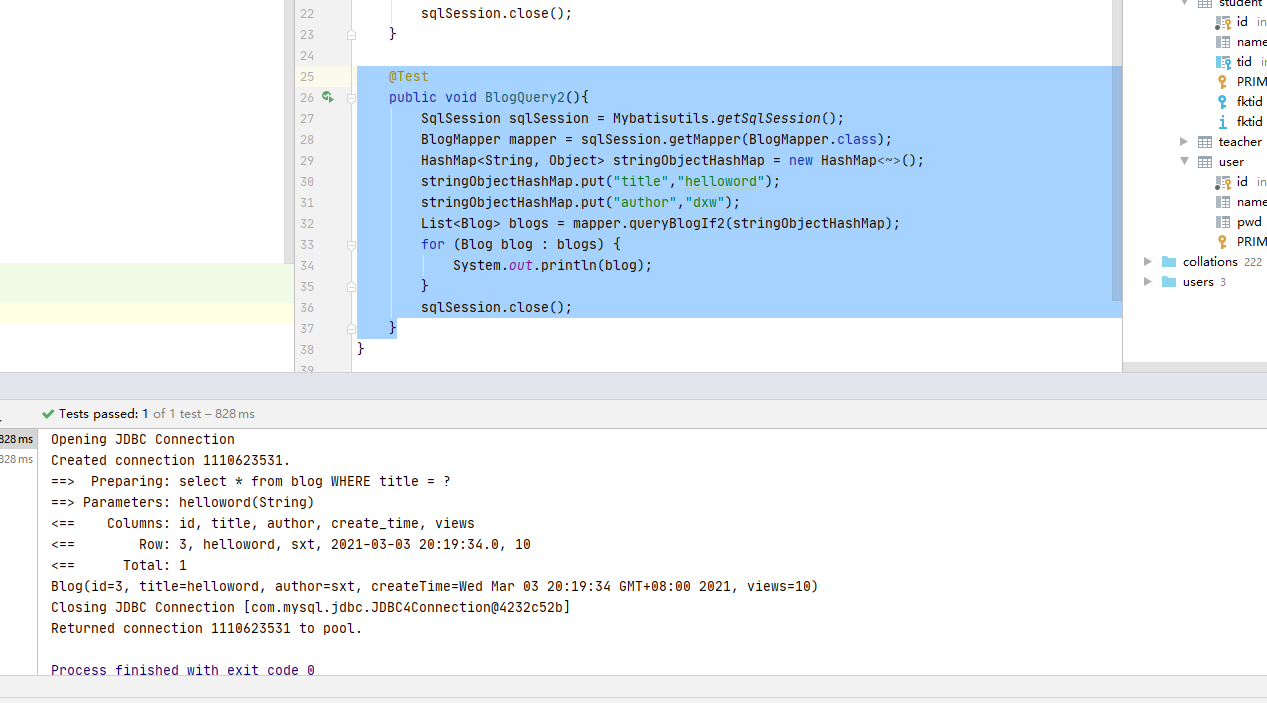 22 sqlSession.close();
23 }
24
25 @Test
26 public void BlogQuery2(){
27 SqlSession sqlSession = Mybatisutils.getSqlSession();
28 BlogMapper mapper = sqlSession.getMapper(BlogMapper.class);
29 HashMap<String, Object> stringObjectHashMap = new HashMap<~>();
30 stringObjectHashMap.put("title","helloword");
31 stringObjectHashMap.put("author","dxw");
32 List<Blog> blogs = mapper.queryBlogIf2(stringObjectHashMap);
33 for (Blog blog : blogs) {
34 System.out.println(blog);
35 }
36 sqlSession.close();
37 }
38 }
39
student
id in
name
tid in
PRIM
fktid
fktid
teacher
user
id in
name
pwd
PRIM
collations 222
users 3
Tests passed: 1 of 1 test – 828 ms
828 ms
828 ms
Opening JDBC Connection
Created connection 1110623531.
==>  Preparing: select * from blog WHERE title = ?
==> Parameters: helloword(String)
<==    Columns: id, title, author, create_time, views
<==        Row: 3, helloword, sxt, 2021-03-03 20:19:34.0, 10
<==      Total: 1
Blog(id=3, title=helloword, author=sxt, createTime=Wed Mar 03 20:19:34 GMT+08:00 2021, views=10)
Closing JDBC Connection [com.mysql.jdbc.JDBC4Connection@4232c52b]
Returned connection 1110623531 to pool.
Process finished with exit code 0